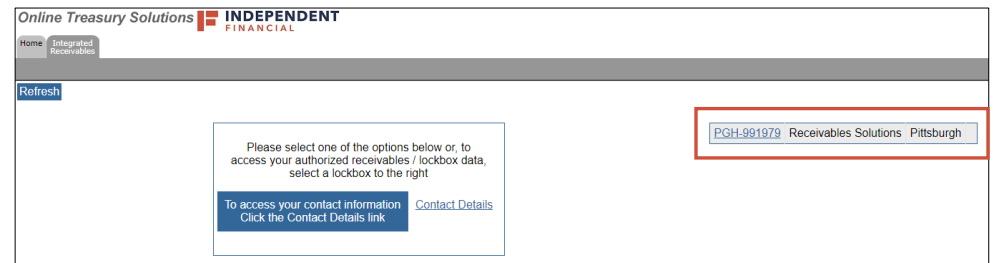 Online Treasury Solutions INDEPENDENT
FINANCIAL
Home Integrated
Receivables
Refresh
Please select one of the options below or, to
access your authorized receivables / lockbox data,
select a lockbox to the right
To access your contact information Contact Details
Click the Contact Details link
PGH-991979 Receivables Solutions Pittsburgh